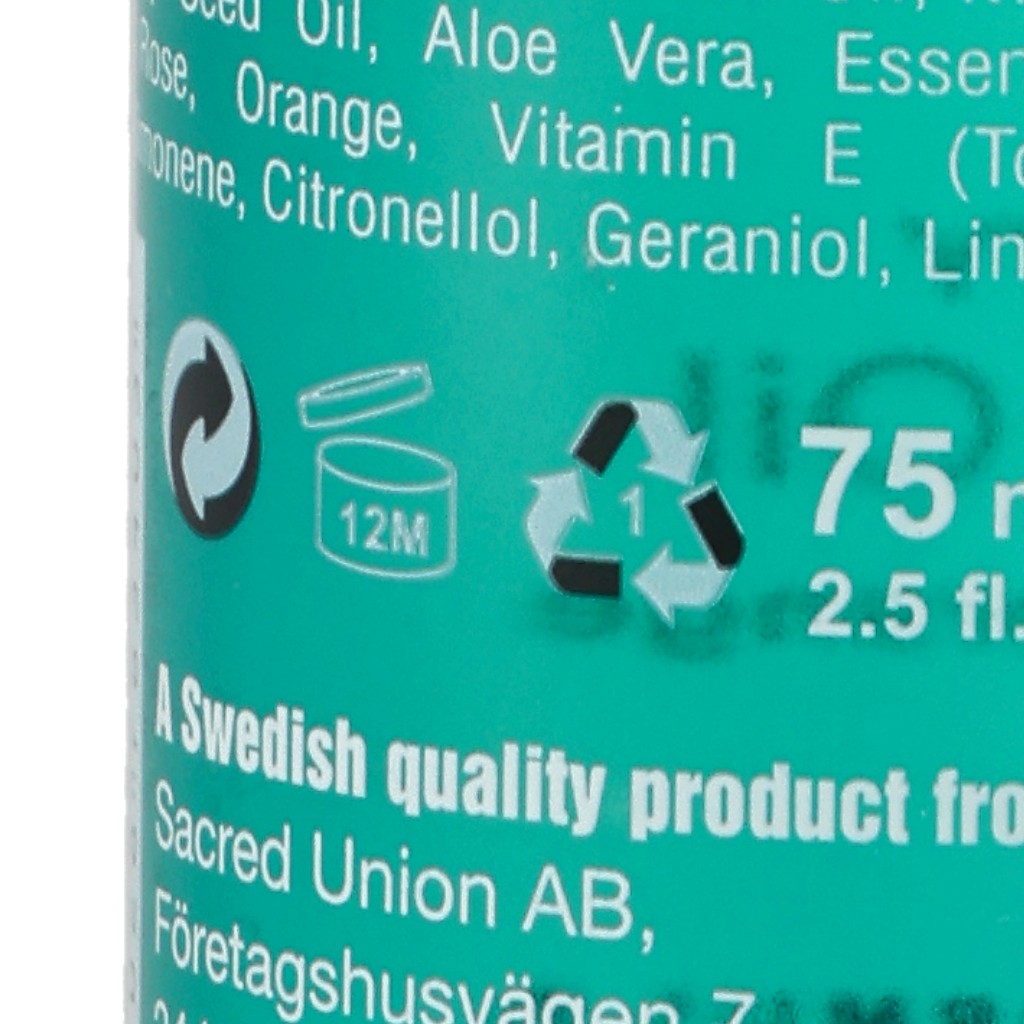 Oil, Aloe Vera,
Rose, Orange, Vitamin E
Citronellol, Geraniol,
12M
1
75
2.5 fl.
A Swedish quality product
Sacred Union AB,
Företagshusvägen 7